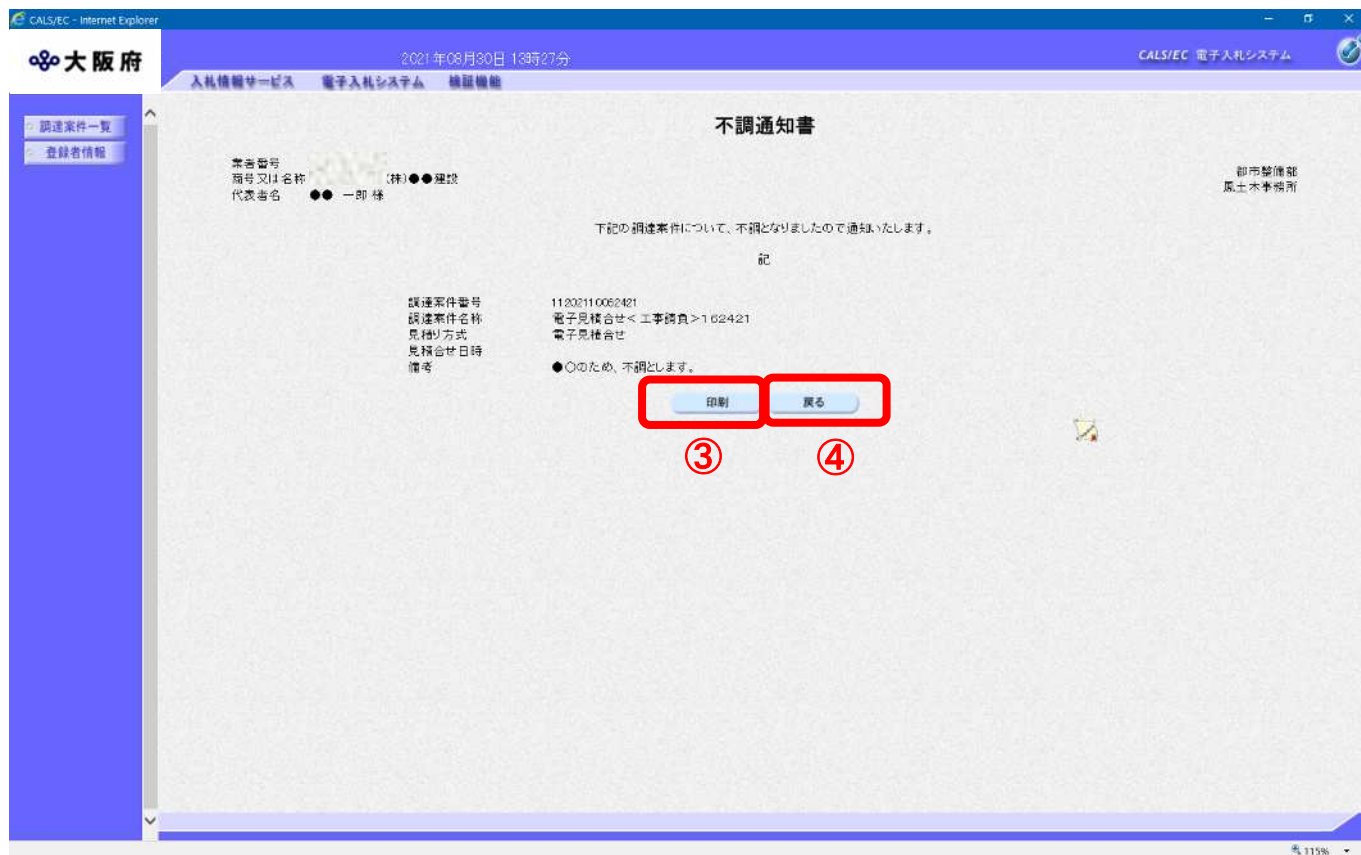 CALS/EC - Internet Explorer
大阪府
2021年08月30日 13時27分
CALS/EC 電子入札システム
入札情報サービス 電子入札システム 検証機能
調達案件一覧
登録者情報
不調通知書
業者番号
商号又は名称 (株)●●建設
代表者名 ●● 一郎 様
都市整備部
鳳土木事務所
下記の調達案件について、不調となりましたので通知いたします。
記
調達案件番号 11202110062421
調達案件名称 電子見積合せ<工事請負>162421
見積り方式 電子見積合せ
見積合せ日時
備考 ●○のため、不調とします。
印刷 戻る
③ ④
115%